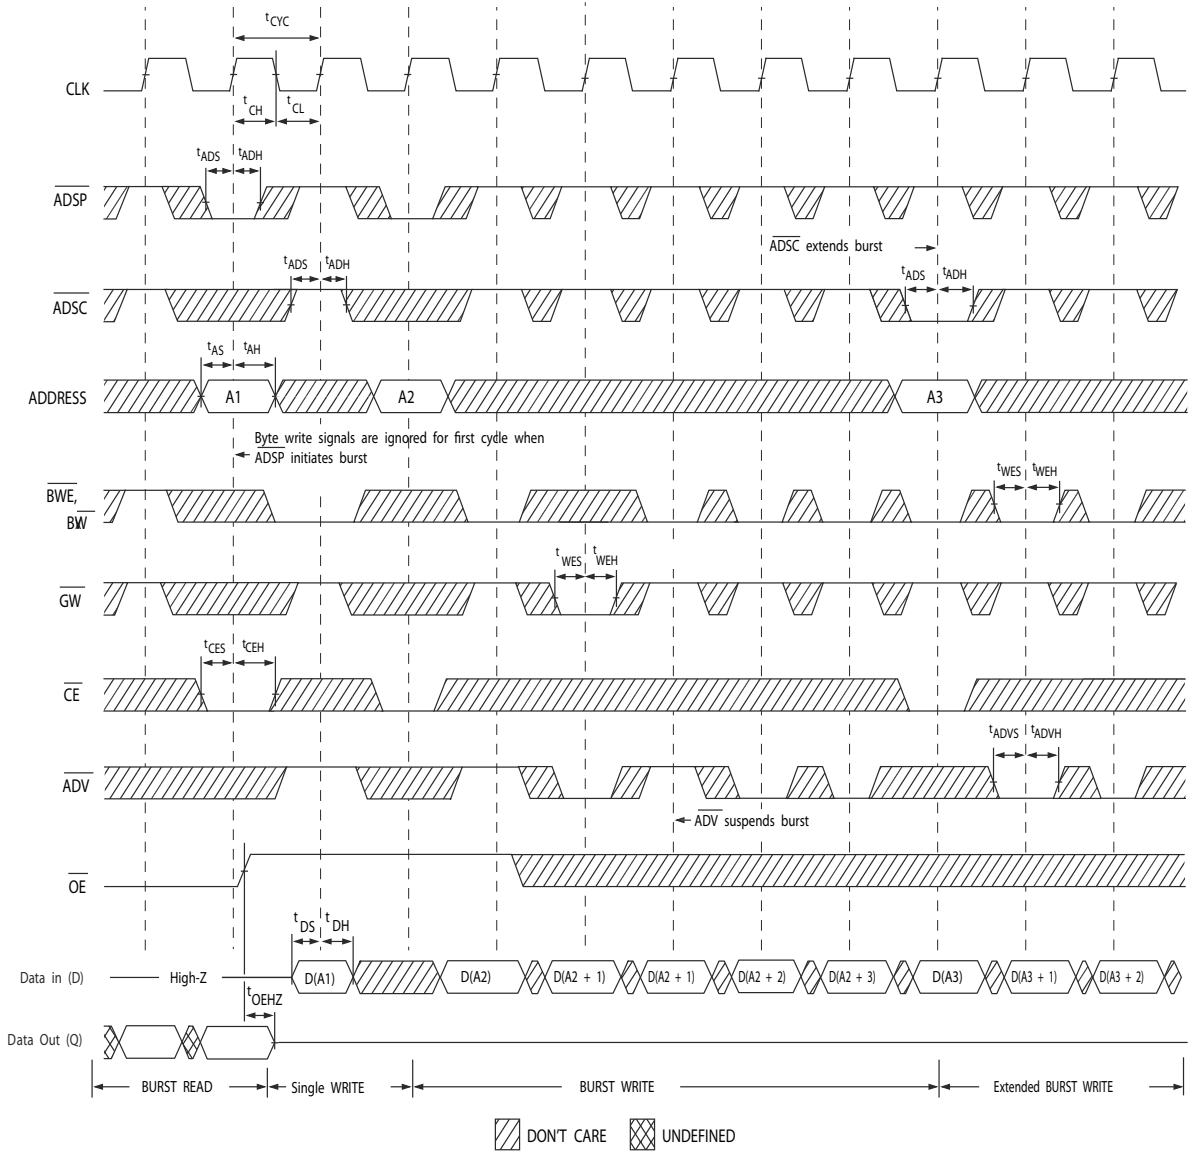 tCYC
CLK
tCH
tCL
tADS
tADH
ADSP
ADSC extends burst
tADS
tADH
tADS
tADH
ADSC
tAS
tAH
ADDRESS
A1
A2
A3
Byte write signals are ignored for first cycle when
ADSP initiates burst
tWES
tWEH
BWE,
BW
tWES
tWEH
GW
tCES
tCEH
CE
tADVS
tADVH
ADV
ADV suspends burst
OE
tDS
tDH
Data in (D)
High-Z
D(A1)
D(A2)
D(A2 + 1)
D(A2 + 1)
D(A2 + 2)
D(A2 + 3)
D(A3)
D(A3 + 1)
D(A3 + 2)
tOEHZ
Data Out (Q)
BURST READ
Single WRITE
BURST WRITE
Extended BURST WRITE
DON'T CARE
UNDEFINED